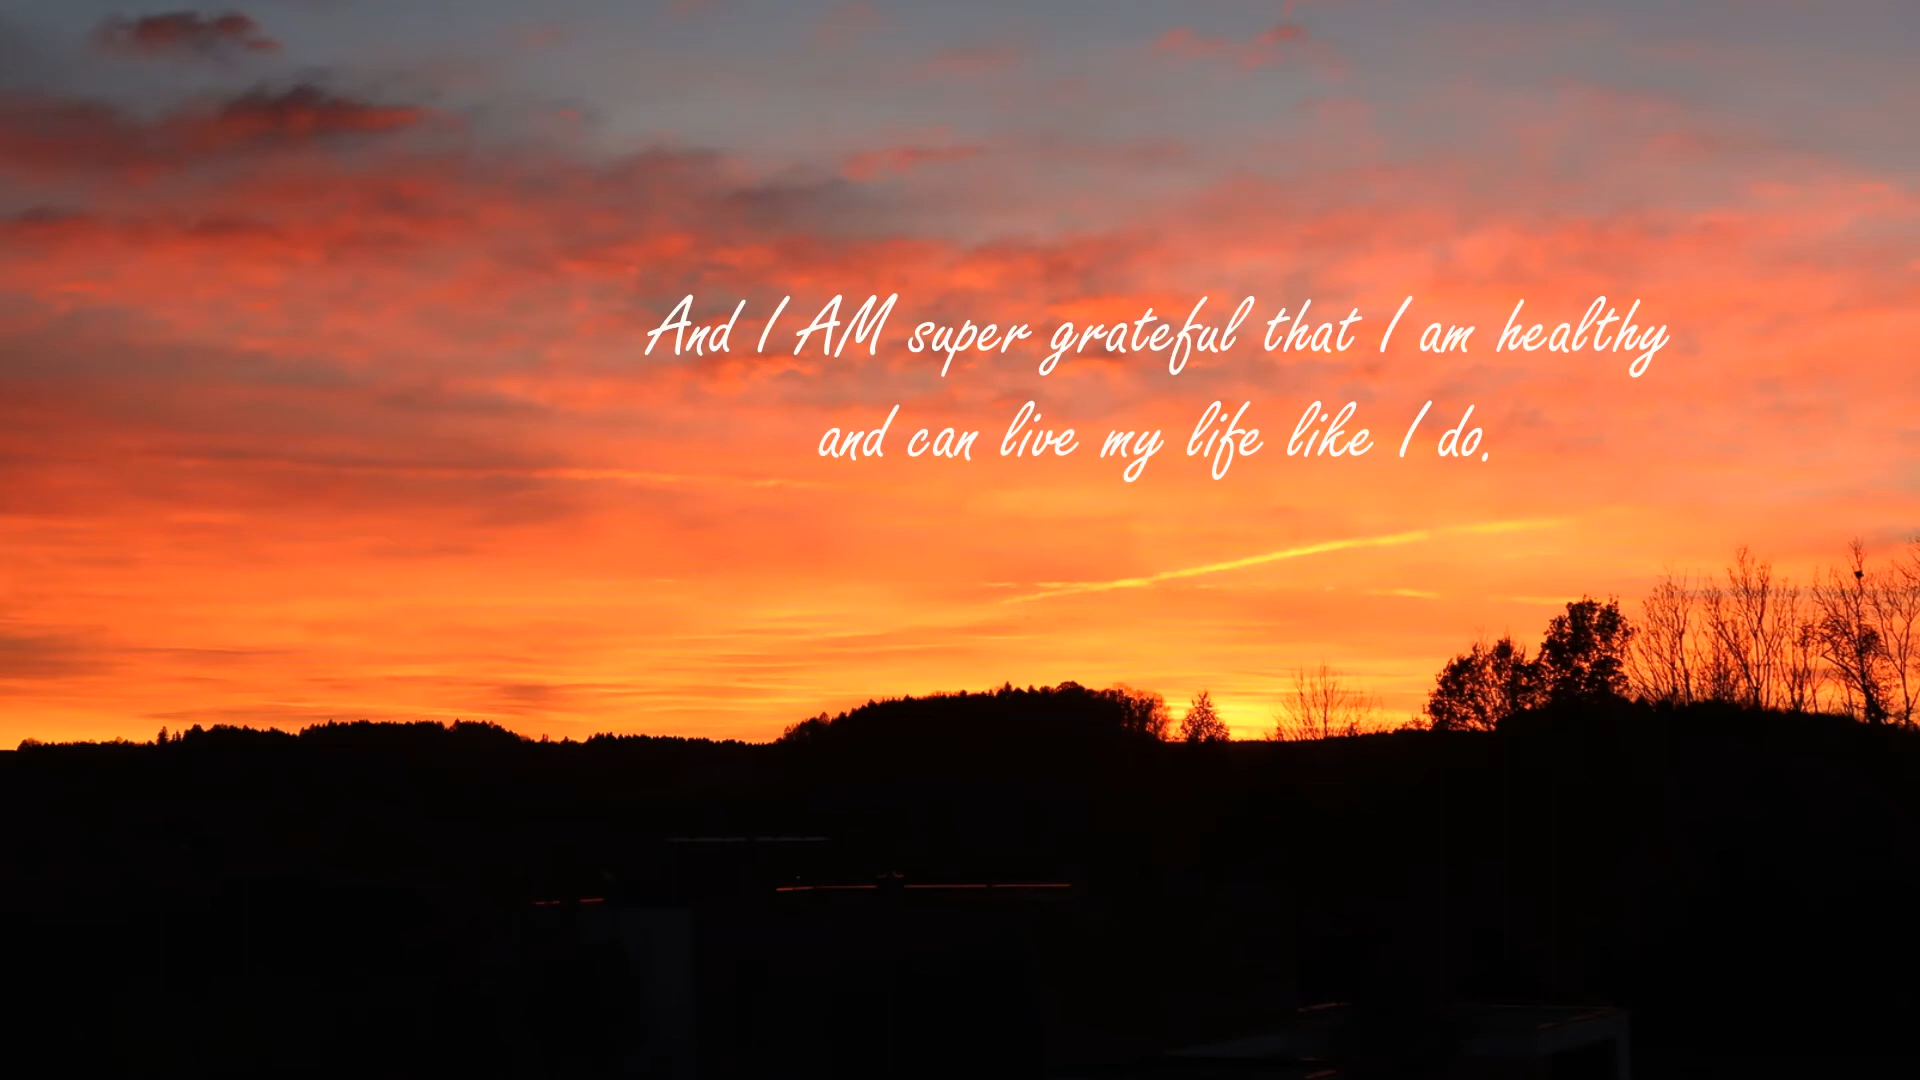 And I AM super grateful that I am healthy
and can live my life like I do.